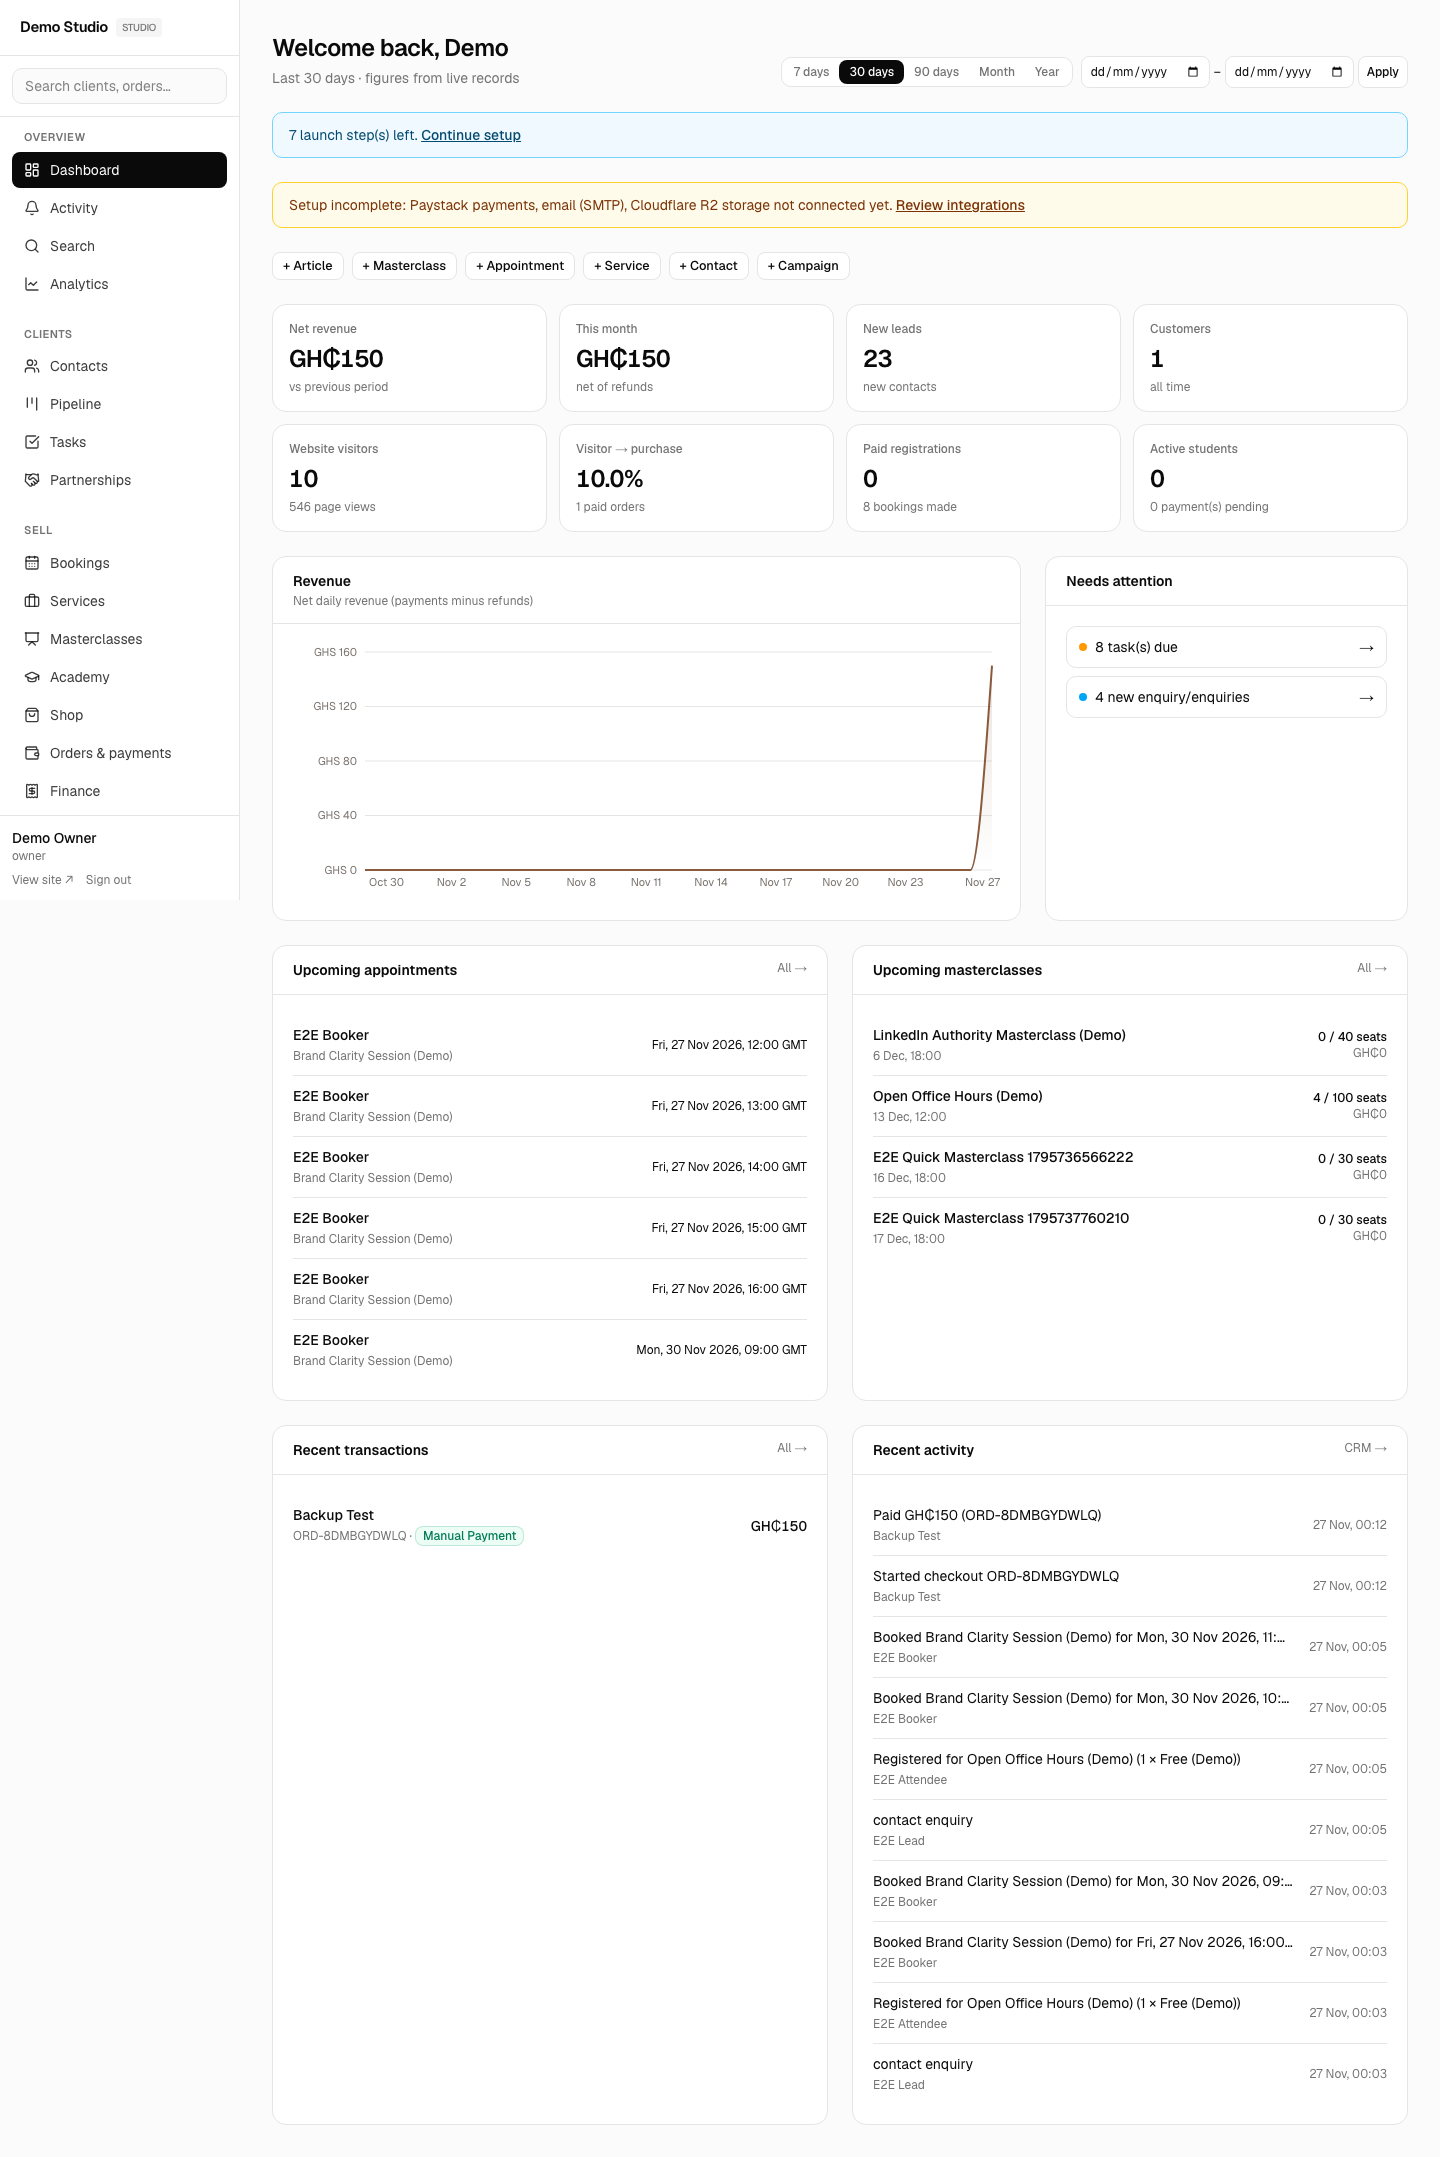 Demo Studio STUDIO
Search clients, orders...
OVERVIEW
Dashboard
Activity
Search
Analytics
CLIENTS
Contacts
Pipeline
Tasks
Partnerships
SELL
Bookings
Services
Masterclasses
Academy
Shop
Orders & payments
Finance
Demo Owner
owner
View site ↗ Sign out
Welcome back, Demo
Last 30 days · figures from live records
7 days 30 days 90 days Month Year dd/mm/yyyy – dd/mm/yyyy Apply
7 launch step(s) left. Continue setup
Setup incomplete: Paystack payments, email (SMTP), Cloudflare R2 storage not connected yet. Review integrations
+ Article + Masterclass + Appointment + Service + Contact + Campaign
Net revenue
GH₵150
vs previous period
This month
GH₵150
net of refunds
New leads
23
new contacts
Customers
1
all time
Website visitors
10
546 page views
Visitor → purchase
10.0%
1 paid orders
Paid registrations
0
8 bookings made
Active students
0
0 payment(s) pending
Revenue
Net daily revenue (payments minus refunds)
GHS 160
GHS 120
GHS 80
GHS 40
GHS 0
Oct 30 Nov 2 Nov 5 Nov 8 Nov 11 Nov 14 Nov 17 Nov 20 Nov 23 Nov 27
Needs attention
8 task(s) due →
4 new enquiry/enquiries →
Upcoming appointments All →
E2E Booker
Brand Clarity Session (Demo)
Fri, 27 Nov 2026, 12:00 GMT
E2E Booker
Brand Clarity Session (Demo)
Fri, 27 Nov 2026, 13:00 GMT
E2E Booker
Brand Clarity Session (Demo)
Fri, 27 Nov 2026, 14:00 GMT
E2E Booker
Brand Clarity Session (Demo)
Fri, 27 Nov 2026, 15:00 GMT
E2E Booker
Brand Clarity Session (Demo)
Fri, 27 Nov 2026, 16:00 GMT
E2E Booker
Brand Clarity Session (Demo)
Mon, 30 Nov 2026, 09:00 GMT
Upcoming masterclasses All →
LinkedIn Authority Masterclass (Demo)
6 Dec, 18:00
0 / 40 seats
GH₵0
Open Office Hours (Demo)
13 Dec, 12:00
4 / 100 seats
GH₵0
E2E Quick Masterclass 1795736566222
16 Dec, 18:00
0 / 30 seats
GH₵0
E2E Quick Masterclass 1795737760210
17 Dec, 18:00
0 / 30 seats
GH₵0
Recent transactions All →
Backup Test
ORD-8DMBGYDWLQ · Manual Payment
GH₵150
Recent activity CRM →
Paid GH₵150 (ORD-8DMBGYDWLQ)
Backup Test
27 Nov, 00:12
Started checkout ORD-8DMBGYDWLQ
Backup Test
27 Nov, 00:12
Booked Brand Clarity Session (Demo) for Mon, 30 Nov 2026, 11:...
E2E Booker
27 Nov, 00:05
Booked Brand Clarity Session (Demo) for Mon, 30 Nov 2026, 10:...
E2E Booker
27 Nov, 00:05
Registered for Open Office Hours (Demo) (1 × Free (Demo))
E2E Attendee
27 Nov, 00:05
contact enquiry
E2E Lead
27 Nov, 00:05
Booked Brand Clarity Session (Demo) for Mon, 30 Nov 2026, 09:...
E2E Booker
27 Nov, 00:03
Booked Brand Clarity Session (Demo) for Fri, 27 Nov 2026, 16:00...
E2E Booker
27 Nov, 00:03
Registered for Open Office Hours (Demo) (1 × Free (Demo))
E2E Attendee
27 Nov, 00:03
contact enquiry
E2E Lead
27 Nov, 00:03